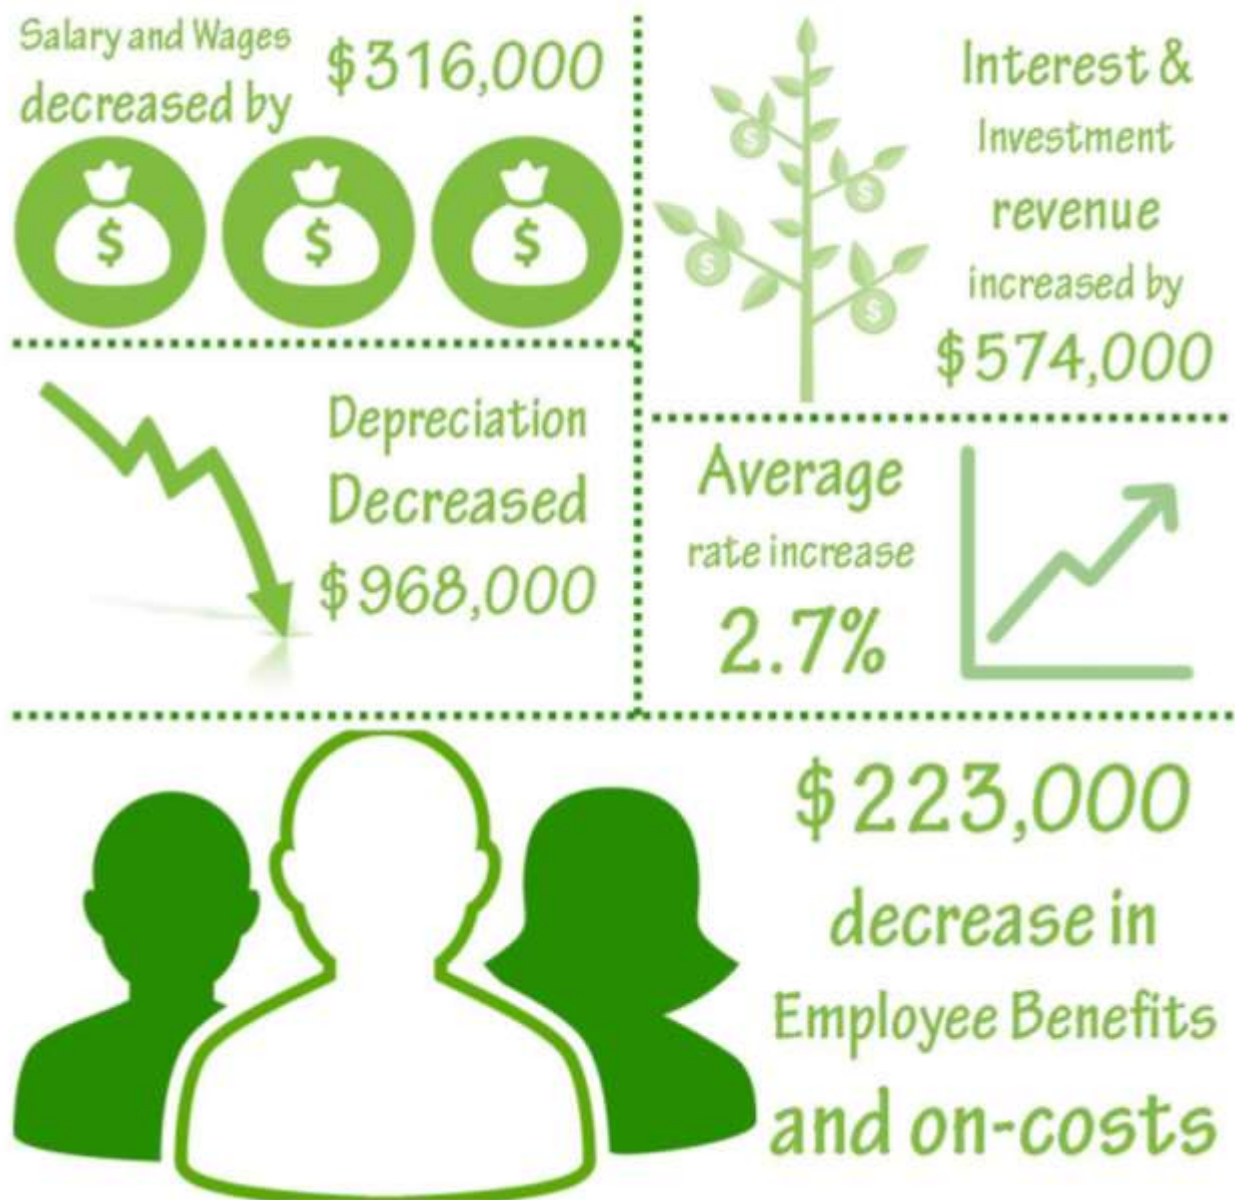 Salary and Wages
decreased by
$316,000
$
$
$
Interest &
Investment
revenue
increased by
$574,000
$
$
$
$
Depreciation
Decreased
$968,000
Average
rate increase
2.7%
$223,000
decrease in
Employee Benefits
and on-costs